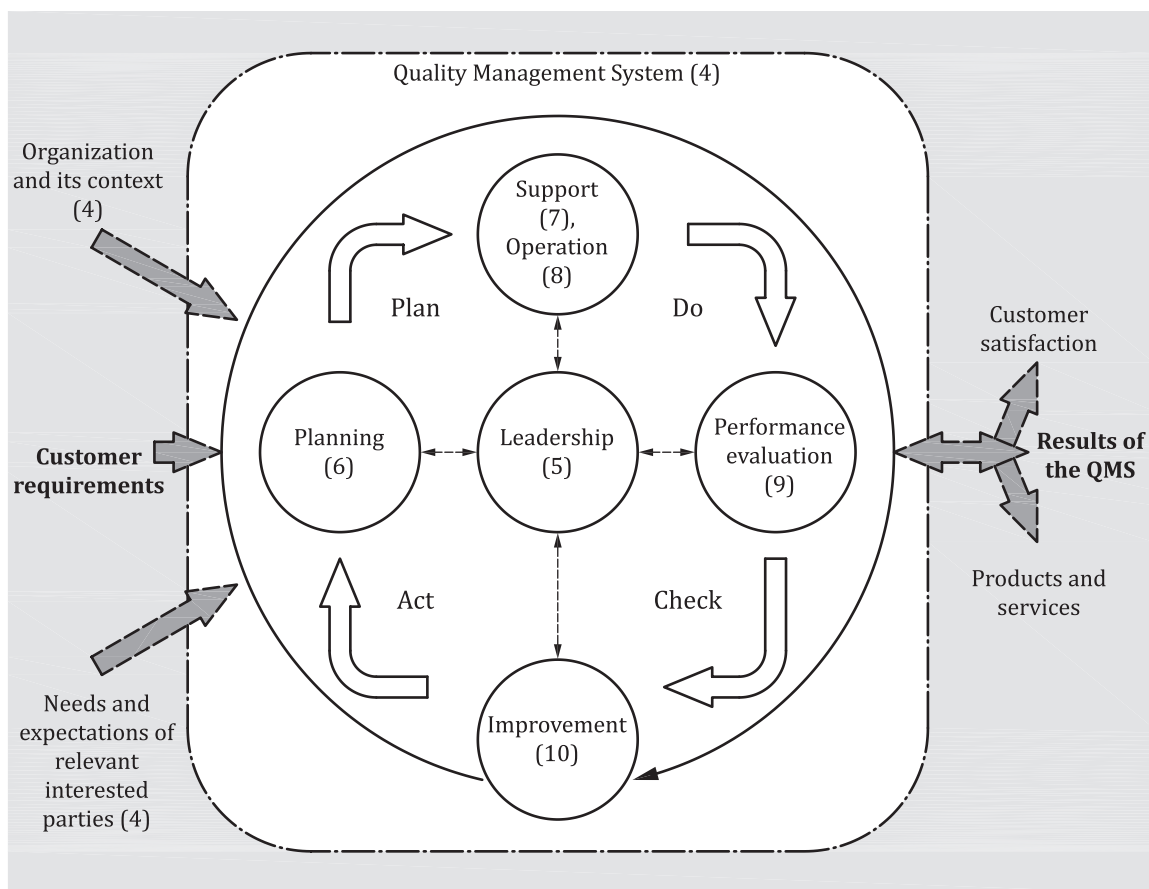 Quality Management System (4)
Organization
and its context
(4)
Support
(7),
Operation
(8)
Plan
Do
Customer
satisfaction
Customer
requirements
Planning
(6)
Leadership
(5)
Performance
evaluation
(9)
Results of
the QMS
Act
Check
Products and
services
Needs and
expectations of
relevant
interested
parties (4)
Improvement
(10)